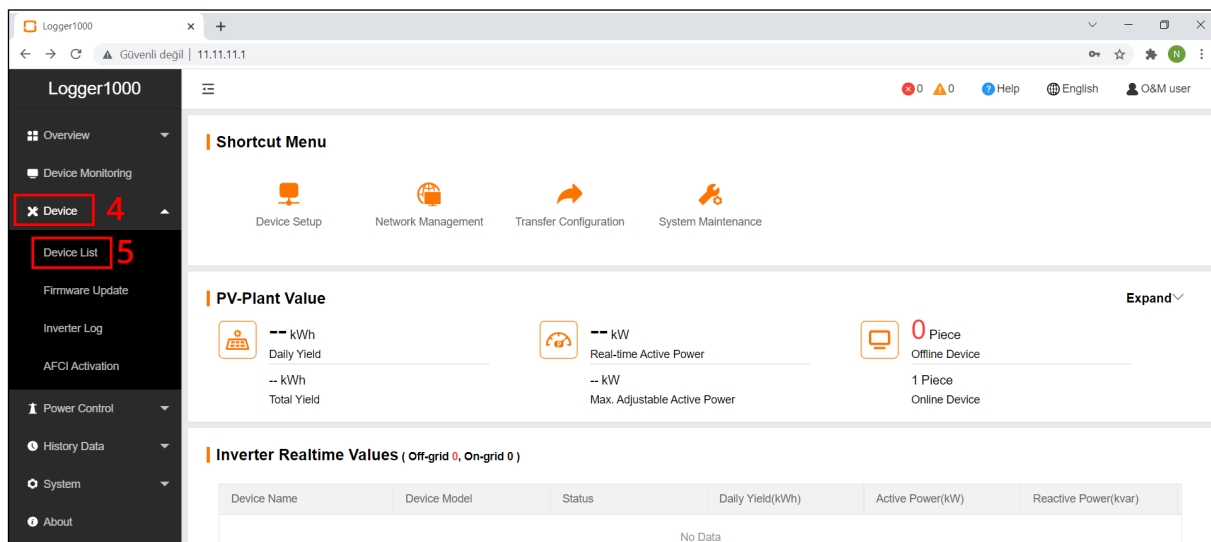 Logger1000
Güvenli değil | 11.11.11.1
N
Logger1000
0 0 Help English O&M user
Overview
Device Monitoring
Device 4
Device List 5
Firmware Update
Inverter Log
AFCI Activation
Power Control
History Data
System
About
Shortcut Menu
Device Setup Network Management Transfer Configuration System Maintenance
PV-Plant Value Expand
-- kWh -- kW 0 Piece
Daily Yield Real-time Active Power Offline Device
-- kWh -- kW 1 Piece
Total Yield Max. Adjustable Active Power Online Device
Inverter Realtime Values ( Off-grid 0, On-grid 0 )
Device Name Device Model Status Daily Yield(kWh) Active Power(kW) Reactive Power(kvar)
No Data